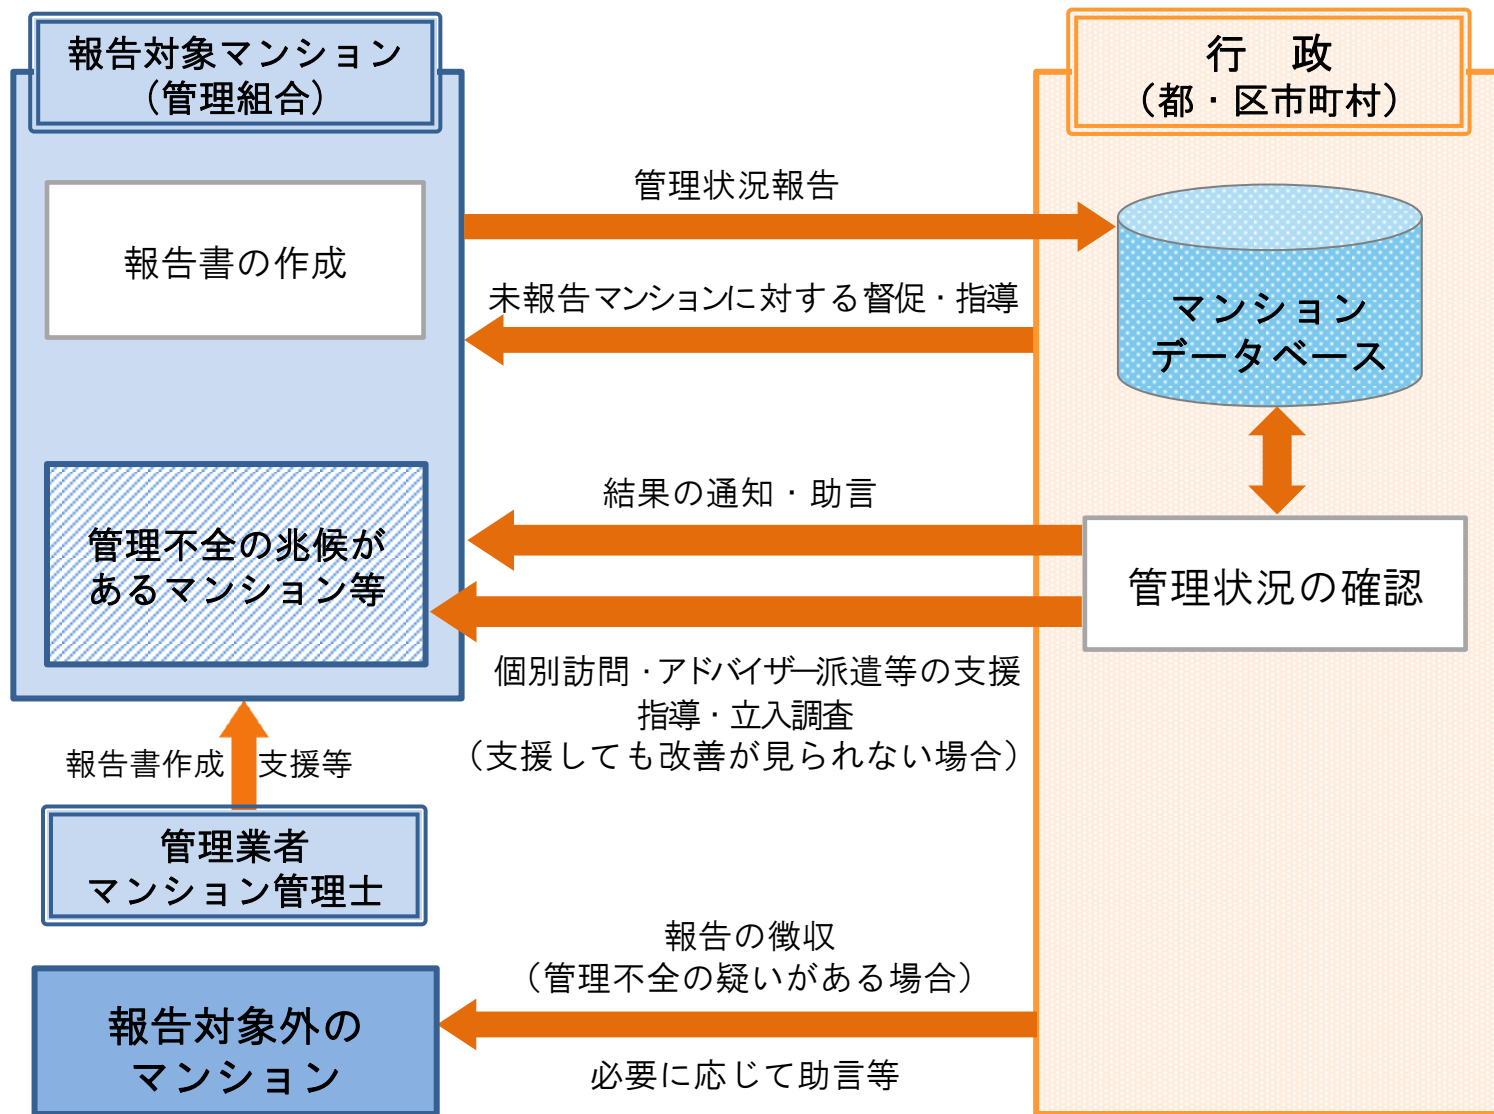 報告対象マンション
（管理組合）
行　政
（都・区市町村）
管理状況報告
報告書の作成
未報告マンションに対する督促・指導
マンション
データベース
結果の通知・助言
管理不全の兆候が
あるマンション等
管理状況の確認
個別訪問・アドバイザー派遣等の支援
指導・立入調査
（支援しても改善が見られない場合）
報告書作成 支援等
管理業者
マンション管理士
報告の徴収
（管理不全の疑いがある場合）
報告対象外の
マンション
必要に応じて助言等